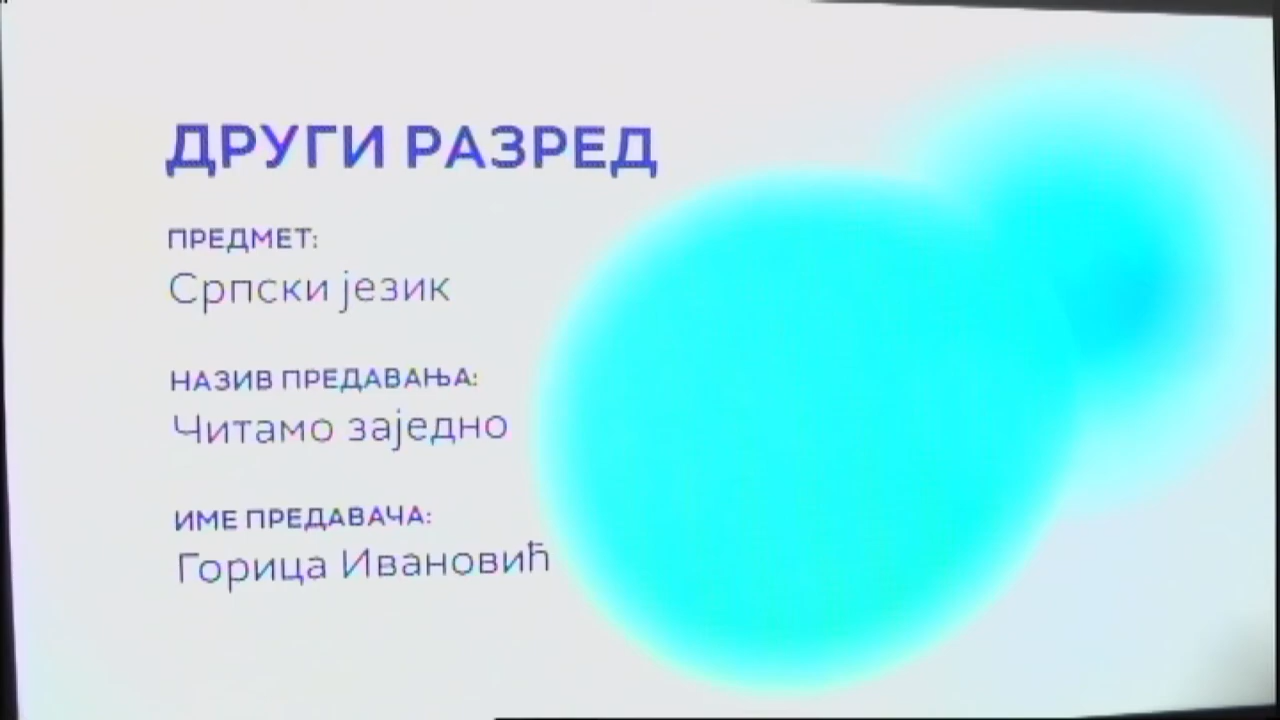 ДРУГИ РАЗРЕД
ПРЕДМЕТ:
Српски језик
НАЗИВ ПРЕДАВАЊА:
Читамо заједно
ИМЕ ПРЕДАВАЧА:
Горица Ивановић